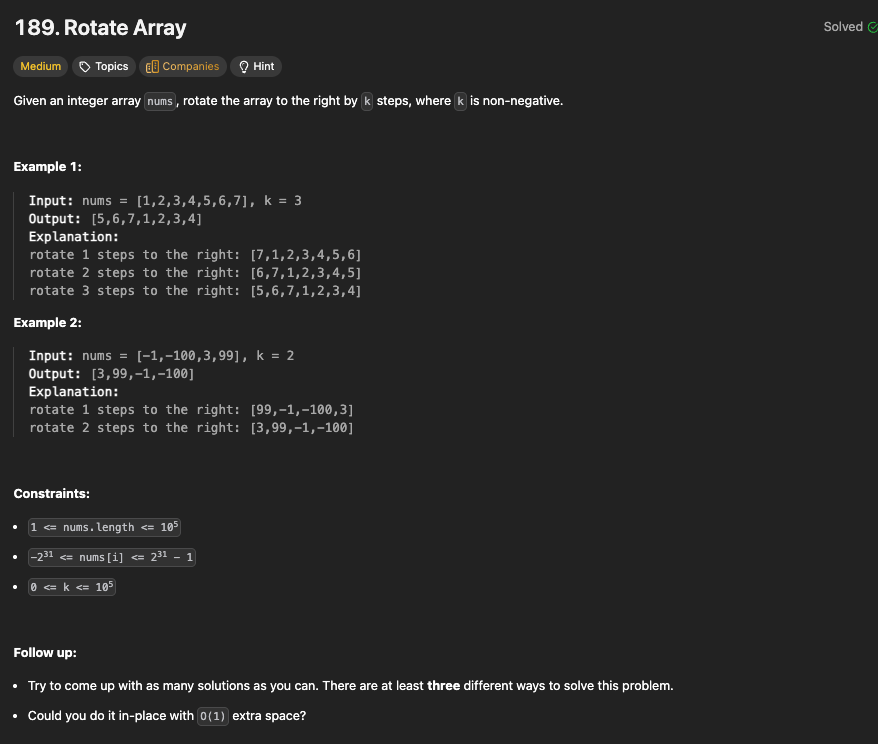 189. Rotate Array
Solved
Medium Topics Companies Hint
Given an integer array nums, rotate the array to the right by k steps, where k is non-negative.
Example 1:
Input: nums = [1,2,3,4,5,6,7], k = 3
Output: [5,6,7,1,2,3,4]
Explanation:
rotate 1 steps to the right: [7,1,2,3,4,5,6]
rotate 2 steps to the right: [6,7,1,2,3,4,5]
rotate 3 steps to the right: [5,6,7,1,2,3,4]
Example 2:
Input: nums = [-1,-100,3,99], k = 2
Output: [3,99,-1,-100]
Explanation:
rotate 1 steps to the right: [99,-1,-100,3]
rotate 2 steps to the right: [3,99,-1,-100]
Constraints:
• 1 <= nums.length <= 10⁵
• -2³¹ <= nums[i] <= 2³¹ - 1
• 0 <= k <= 10⁵
Follow up:
• Try to come up with as many solutions as you can. There are at least three different ways to solve this problem.
• Could you do it in-place with O(1) extra space?